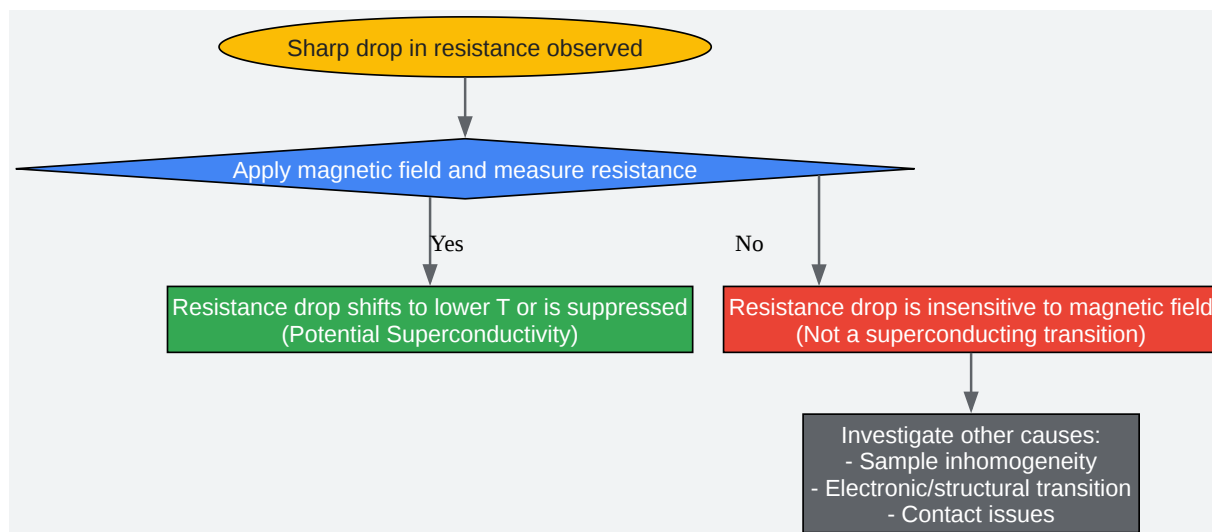 Sharp drop in resistance observed
Apply magnetic field and measure resistance
Yes
No
Resistance drop shifts to lower T or is suppressed
(Potential Superconductivity)
Resistance drop is insensitive to magnetic field
(Not a superconducting transition)
Investigate other causes:
- Sample inhomogeneity
- Electronic/structural transition
- Contact issues